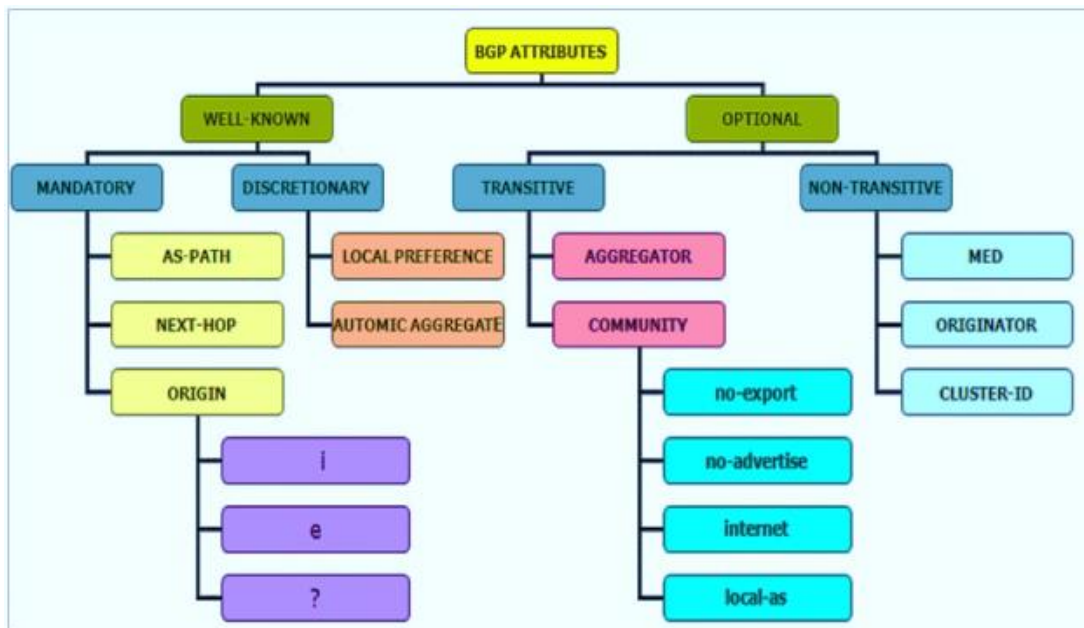 BGP ATTRIBUTES
WELL-KNOWN
OPTIONAL
MANDATORY
DISCRETIONARY
TRANSITIVE
NON-TRANSITIVE
AS-PATH
LOCAL PREFERENCE
AGGREGATOR
MED
NEXT-HOP
AUTOMIC AGGREGATE
COMMUNITY
ORIGINATOR
ORIGIN
no-export
CLUSTER-ID
i
no-advertise
e
internet
?
local-as